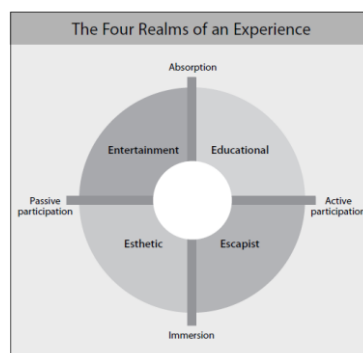 The Four Realms of an Experience
Absorption
Entertainment
Educational
Passive
participation
Active
participation
Esthetic
Escapist
Immersion